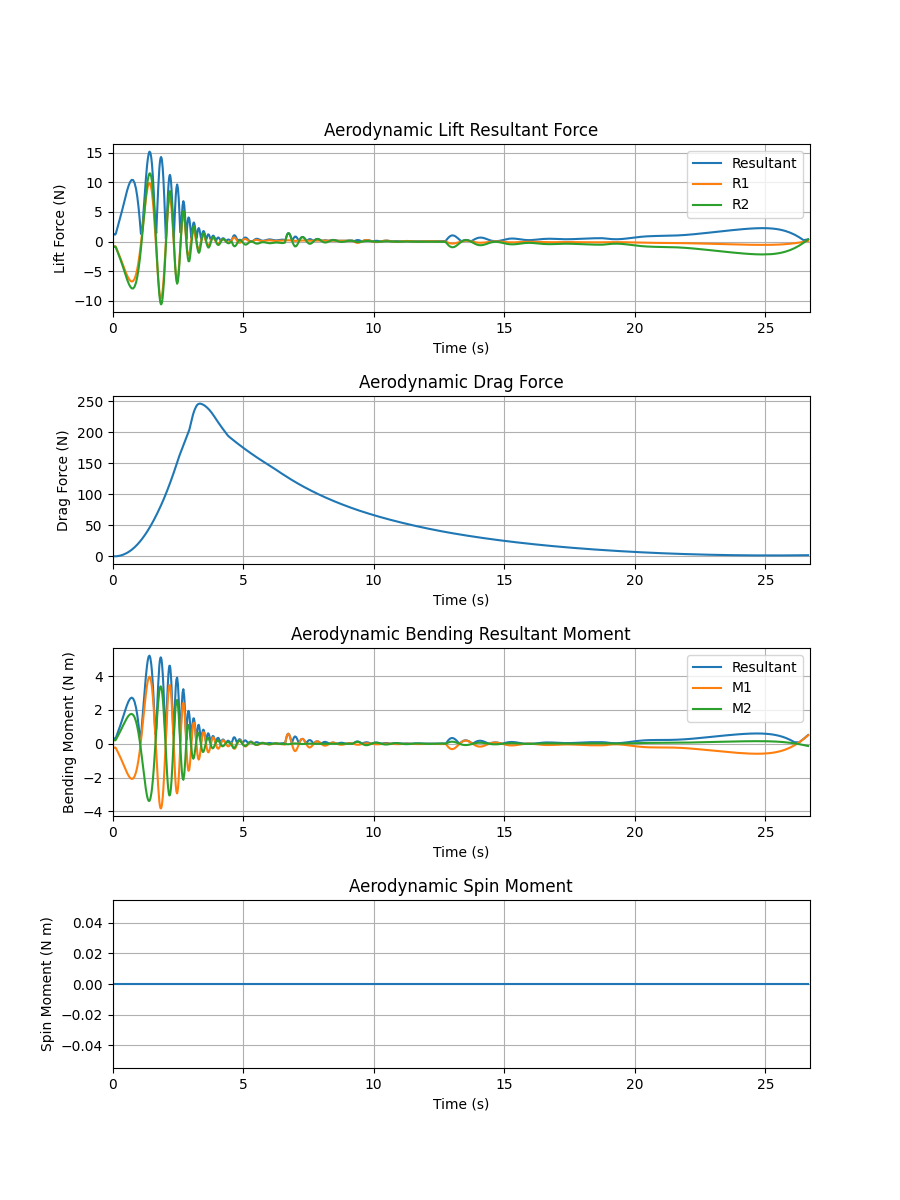 Aerodynamic Lift Resultant Force
Lift Force (N)
15
10
5
0
−5
−10
Resultant
R1
R2
0 5 10 15 20 25
Time (s)
Aerodynamic Drag Force
Drag Force (N)
250
200
150
100
50
0
0 5 10 15 20 25
Time (s)
Aerodynamic Bending Resultant Moment
Bending Moment (N m)
4
2
0
−2
−4
Resultant
M1
M2
0 5 10 15 20 25
Time (s)
Aerodynamic Spin Moment
Spin Moment (N m)
0.04
0.02
0.00
−0.02
−0.04
0 5 10 15 20 25
Time (s)